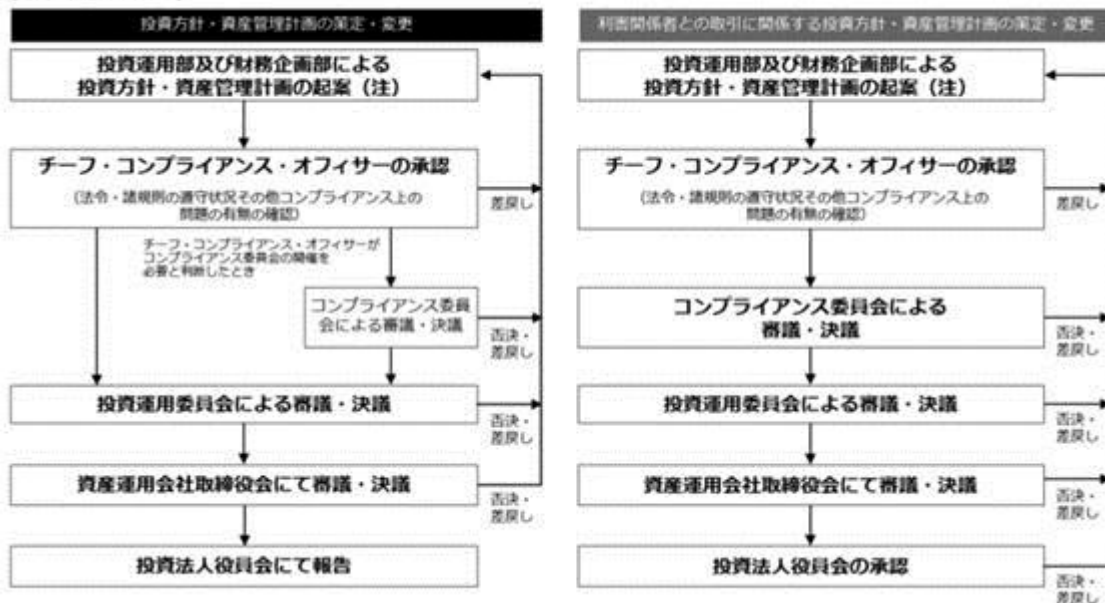 投資方針・資産管理計画の策定・変更
投資運用部及び財務企画部による
投資方針・資産管理計画の起案（注）
チーフ・コンプライアンス・オフィサーの承認
（法令・諸規則の遵守状況その他コンプライアンス上の
問題の有無の確認）
差戻し
チーフ・コンプライアンス・オフィサーが
コンプライアンス委員会の開催を
必要と判断したとき
コンプライアンス委員
会による審議・決議
否決・
差戻し
投資運用委員会による審議・決議
否決・
差戻し
資産運用会社取締役会にて審議・決議
否決・
差戻し
投資法人役員会にて報告
利害関係者との取引に関係する投資方針・資産管理計画の策定・変更
投資運用部及び財務企画部による
投資方針・資産管理計画の起案（注）
チーフ・コンプライアンス・オフィサーの承認
（法令・諸規則の遵守状況その他コンプライアンス上の
問題の有無の確認）
差戻し
コンプライアンス委員会による
審議・決議
否決・
差戻し
投資運用委員会による審議・決議
否決・
差戻し
資産運用会社取締役会にて審議・決議
否決・
差戻し
投資法人役員会の承認
否決・
差戻し